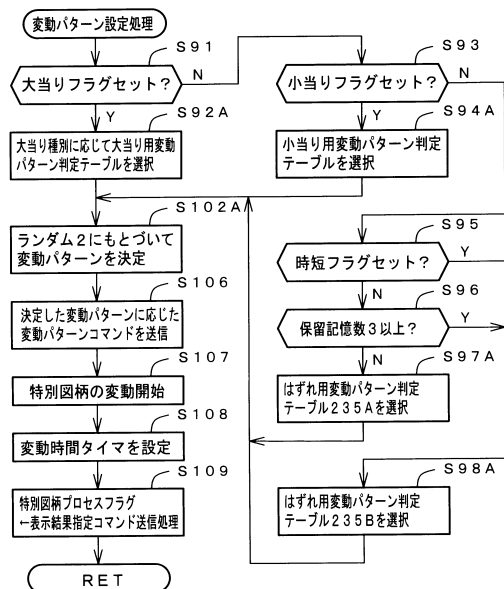 変動パターン設定処理
S91
大当りフラグセット？
N
Y
S92A
大当り種別に応じて大当り用変動
パターン判定テーブルを選択
S93
小当りフラグセット？
N
Y
S94A
小当り用変動パターン判定
テーブルを選択
S102A
ランダム2にもとづいて
変動パターンを決定
S95
時短フラグセット？
Y
N
S106
決定した変動パターンに応じた
変動パターンコマンドを送信
S96
保留記憶数3以上？
Y
N
S107
特別図柄の変動開始
S97A
はずれ用変動パターン判定
テーブル235Aを選択
S108
変動時間タイマを設定
S109
特別図柄プロセスフラグ
←表示結果指定コマンド送信処理
S98A
はずれ用変動パターン判定
テーブル235Bを選択
RET